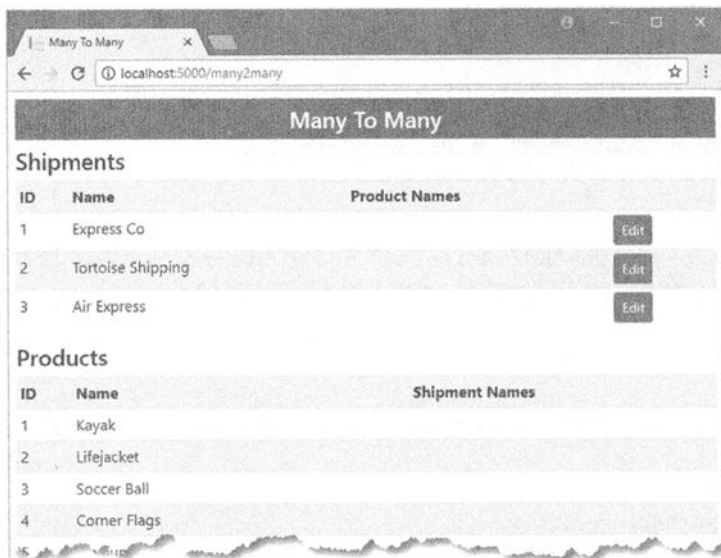 Many To Many
localhost:5000/many2many
Many To Many
Shipments
ID Name Product Names
1 Express Co Edit
2 Tortoise Shipping Edit
3 Air Express Edit
Products
ID Name Shipment Names
1 Kayak
2 Lifejacket
3 Soccer Ball
4 Corner Flags